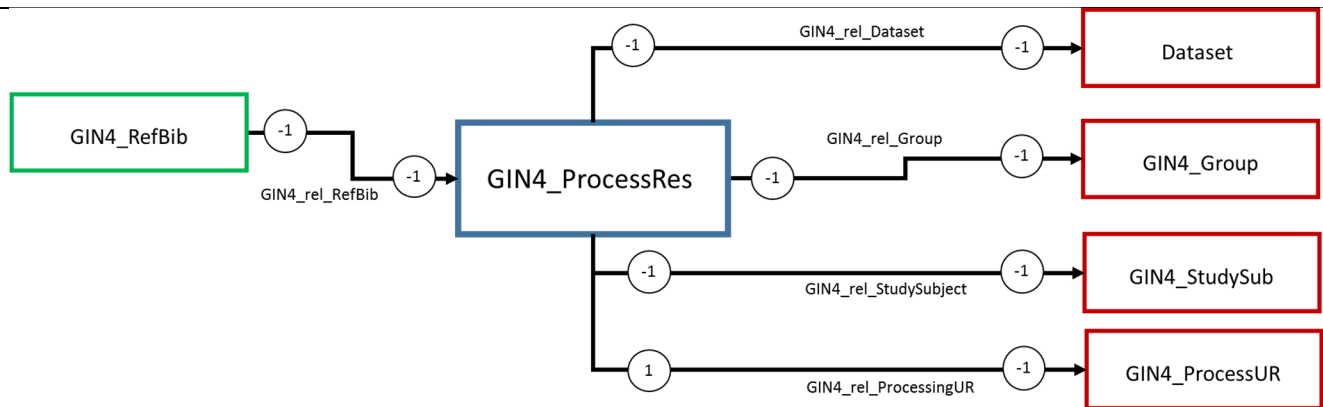 GIN4_rel_Dataset
-1
-1
Dataset
GIN4_RefBib
-1
GIN4_rel_RefBib
-1
GIN4_ProcessRes
-1
GIN4_rel_Group
-1
GIN4_Group
-1
GIN4_rel_StudySubject
-1
GIN4_StudySub
1
GIN4_rel_ProcessingUR
-1
GIN4_ProcessUR